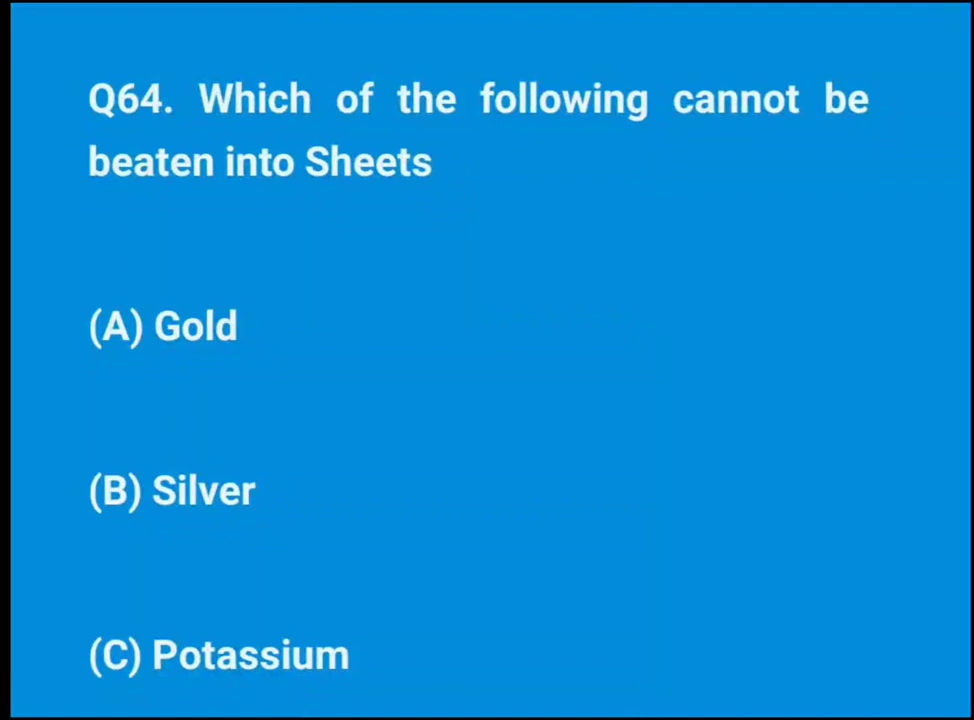 Q64. Which of the following cannot be
beaten into Sheets
(A) Gold
(B) Silver
(C) Potassium